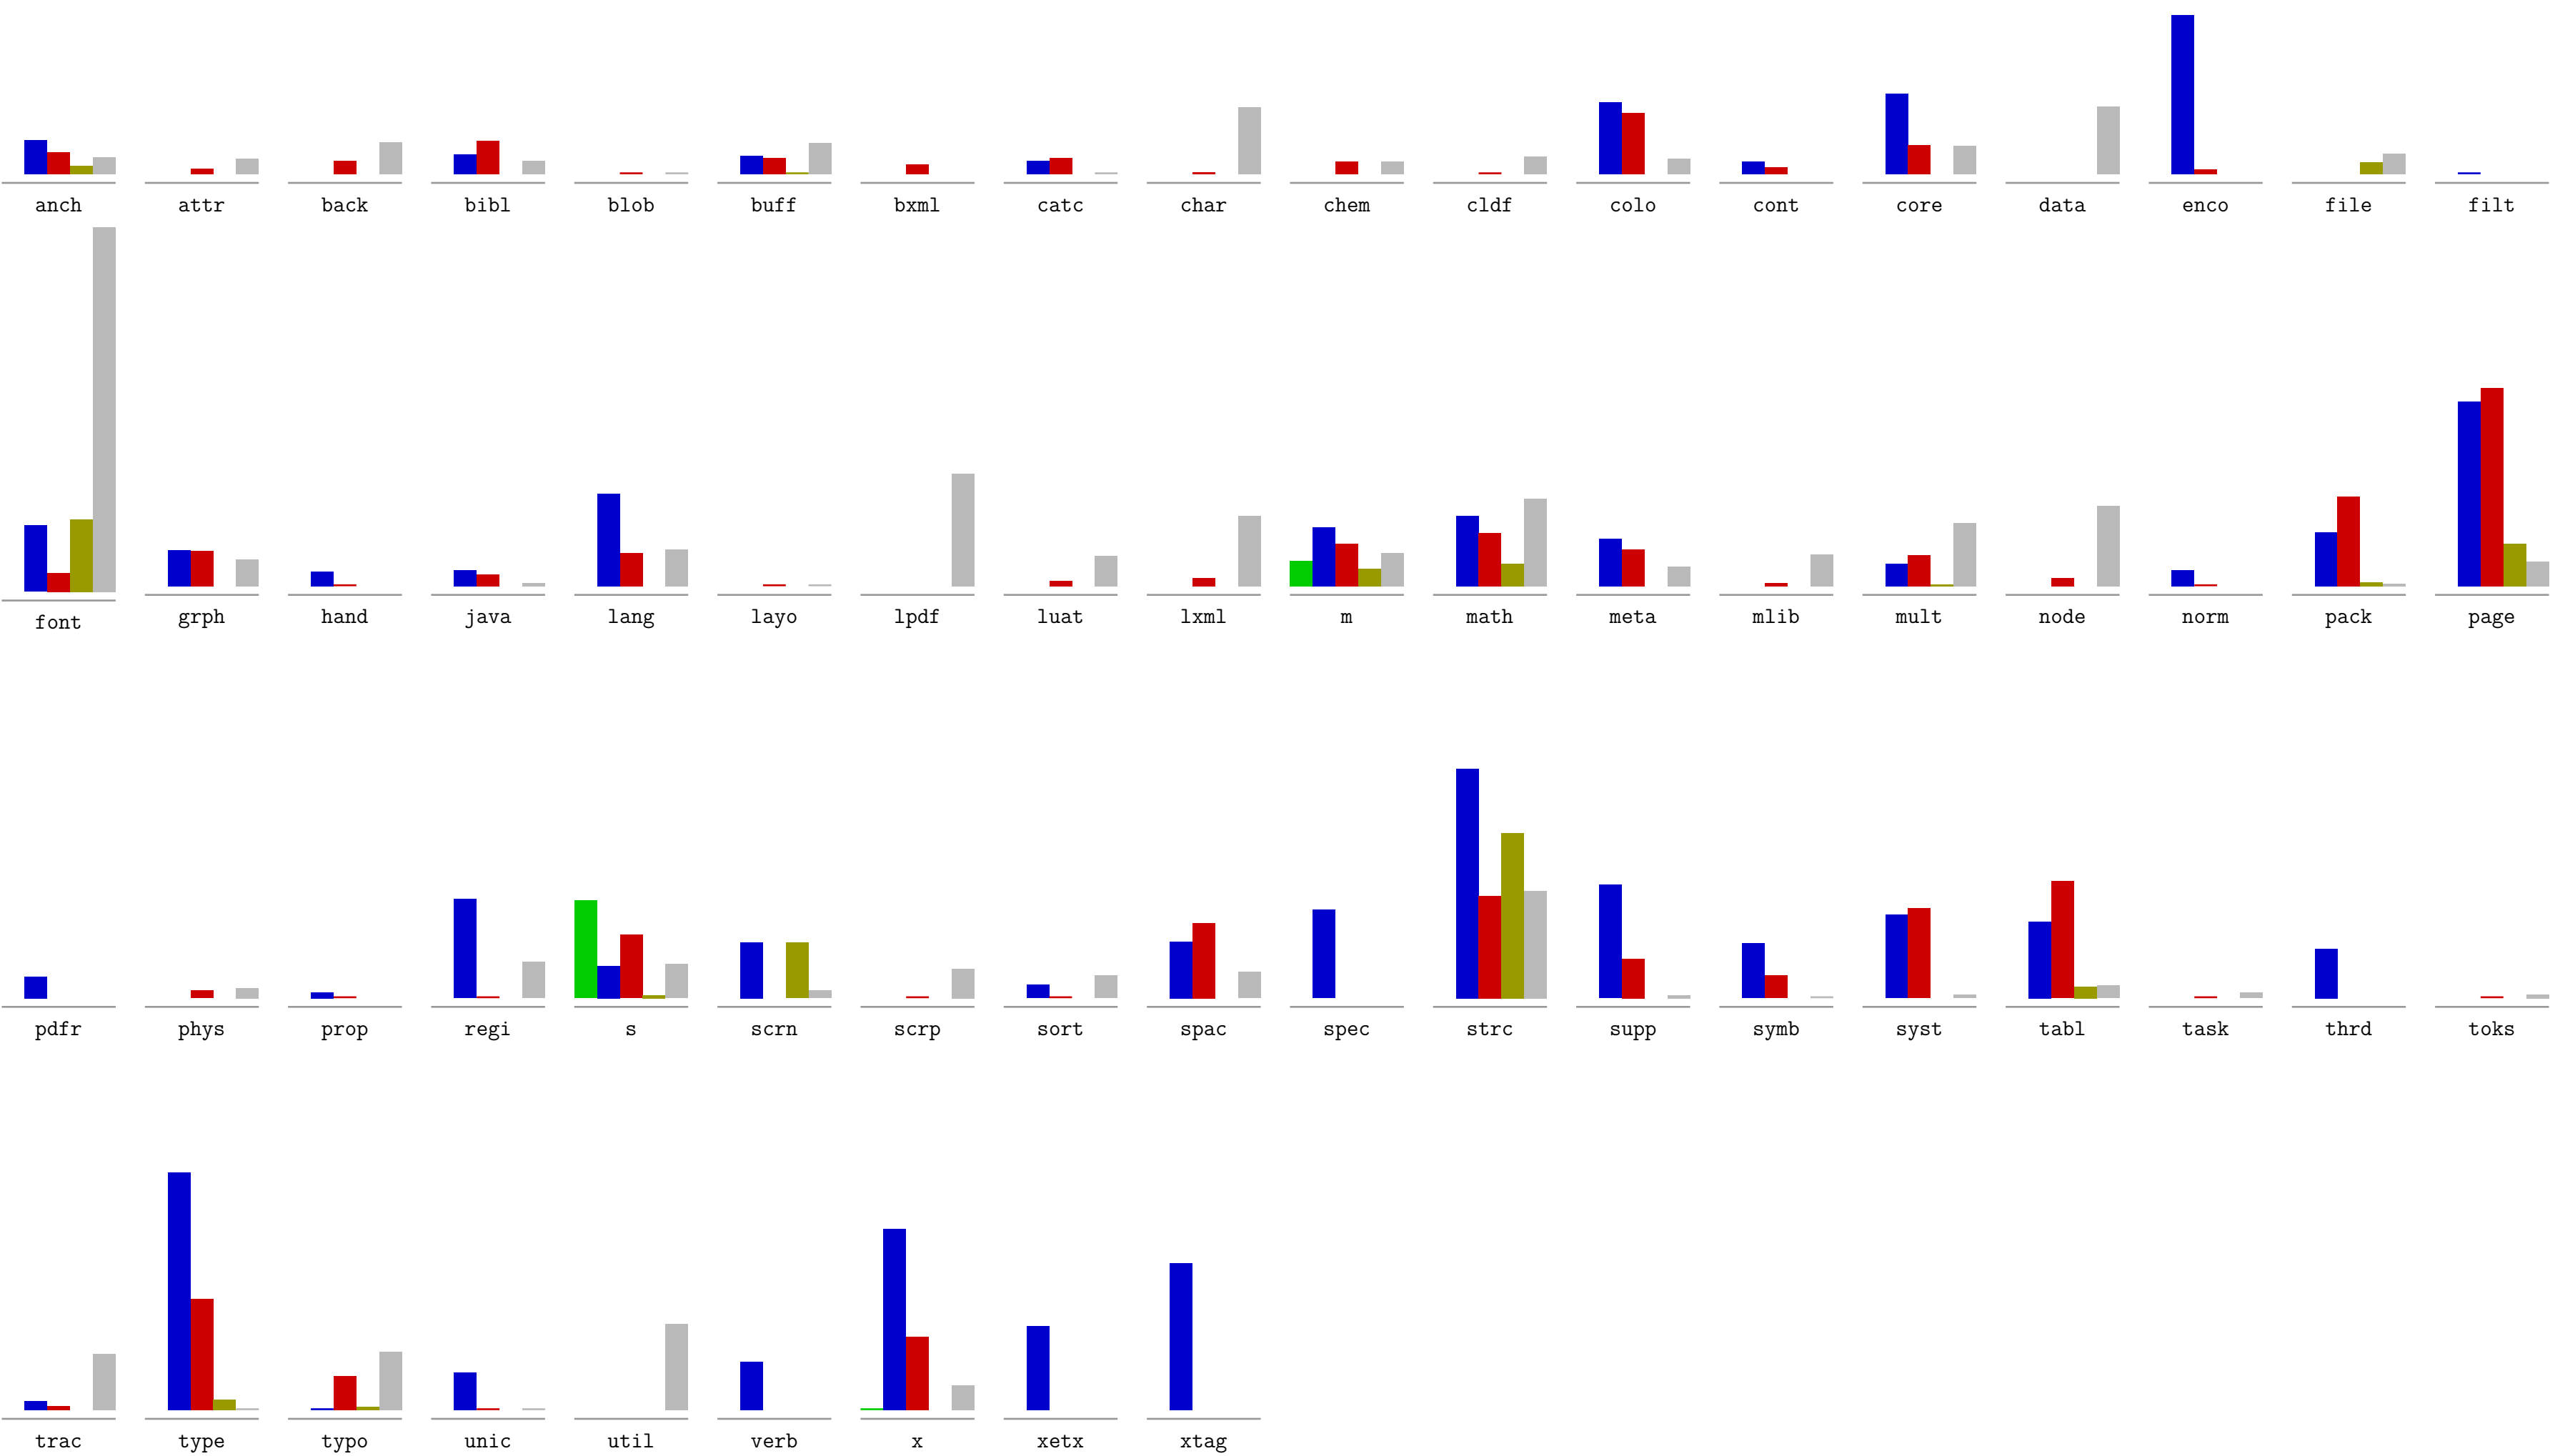 anch attr back bibl blob buff bxml catc char chem cldf colo cont core data enco file filt
font grph hand java lang layo lpdf luat lxml m math meta mlib mult node norm pack page
pdfr phys prop regi s scrn scrp sort spac spec strc supp symb syst tabl task thrd toks
trac type typo unic util verb x xetx xtag